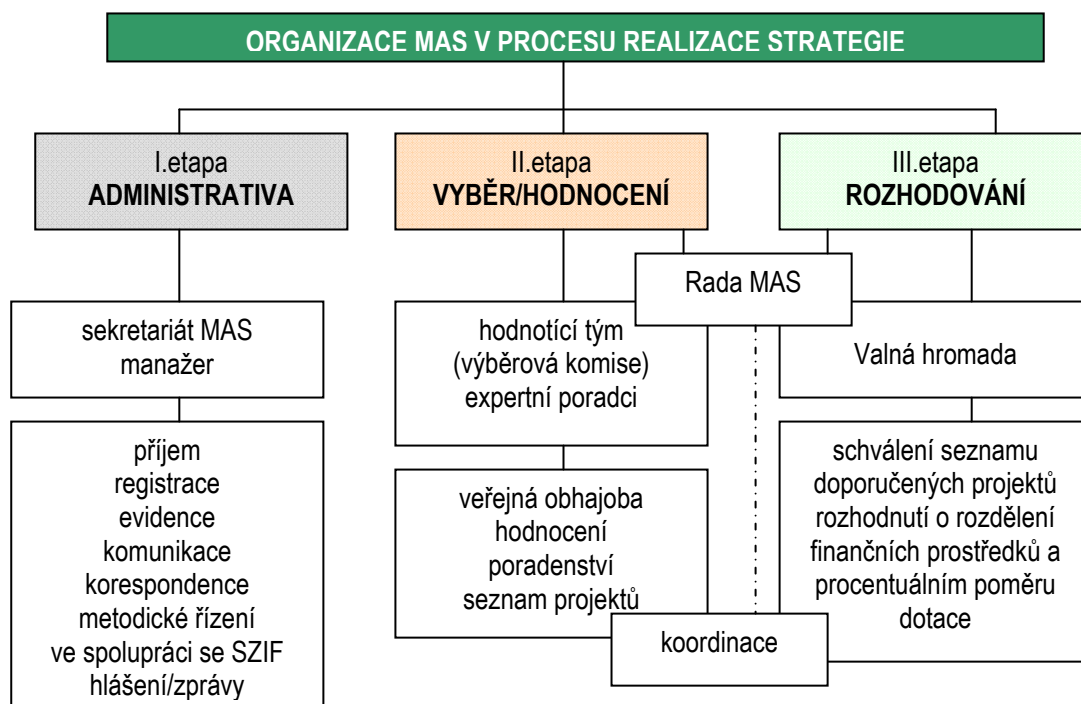 ORGANIZACE MAS V PROCESU REALIZACE STRATEGIE
I.etapa
ADMINISTRATIVA
II.etapa
VYBĚR/HODNOCENÍ
III.etapa
ROZHODOVÁNÍ
Rada MAS
sekretariát MAS
manažer
hodnotící tým
(výběrová komise)
expertní poradci
Valná hromada
příjem
registrace
evidence
komunikace
korespondence
metodické řízení
ve spolupráci se SZIF
hlášení/zprávy
veřejná obhajoba
hodnocení
poradenství
seznam projektů
koordinace
schválení seznamu
doporučených projektů
rozhodnutí o rozdělení
finančních prostředků a
procentuálním poměru
dotace